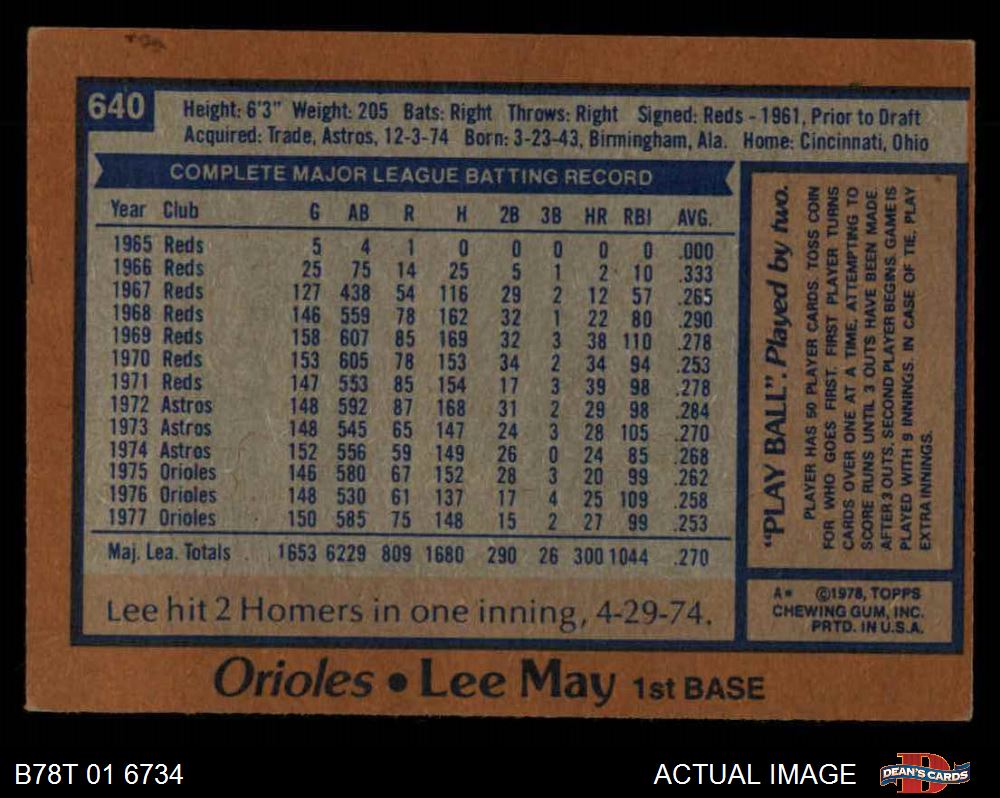 640
Height: 6'3" Weight: 205 Bats: Right Throws: Right Signed: Reds - 1961, Prior to Draft
Acquired: Trade, Astros, 12-3-74 Born: 3-23-43, Birmingham, Ala. Home: Cincinnati, Ohio
COMPLETE MAJOR LEAGUE BATTING RECORD
Year Club G AB R H 2B 3B HR RBI AVG.
1965 Reds 5 4 1 0 0 0 0 0 .000
1966 Reds 25 75 14 25 5 1 2 10 .333
1967 Reds 127 438 54 116 29 2 12 57 .265
1968 Reds 146 559 78 162 32 1 22 80 .290
1969 Reds 158 607 85 169 32 3 38 110 .278
1970 Reds 153 605 78 153 34 2 34 94 .253
1971 Reds 147 553 85 154 17 3 39 98 .278
1972 Astros 148 592 87 168 31 2 29 98 .284
1973 Astros 148 545 65 147 24 3 28 105 .270
1974 Astros 152 556 59 149 26 0 24 85 .268
1975 Orioles 146 580 67 152 28 3 20 99 .262
1976 Orioles 148 530 61 137 17 4 25 109 .258
1977 Orioles 150 585 75 148 15 2 27 99 .253
Maj. Lea. Totals 1653 6229 809 1680 290 26 300 1044 .270
Lee hit 2 Homers in one inning, 4-29-74.
"PLAY BALL". Played by two.
PLAYER HAS 50 PLAYER CARDS. TOSS COIN
FOR WHO GOES FIRST. FIRST PLAYER TURNS
CARDS OVER ONE AT A TIME, ATTEMPTING TO
SCORE RUNS UNTIL 3 OUTS HAVE BEEN MADE.
AFTER 3 OUTS, SECOND PLAYER BEGINS. GAME IS
PLAYED WITH 9 INNINGS. IN CASE OF TIE, PLAY
EXTRA INNINGS.
A* ©1978, TOPPS
CHEWING GUM, INC.
PRTD. IN U.S.A.
Orioles • Lee May 1st BASE
B78T 01 6734
ACTUAL IMAGE
D
DEAN'S CARDS